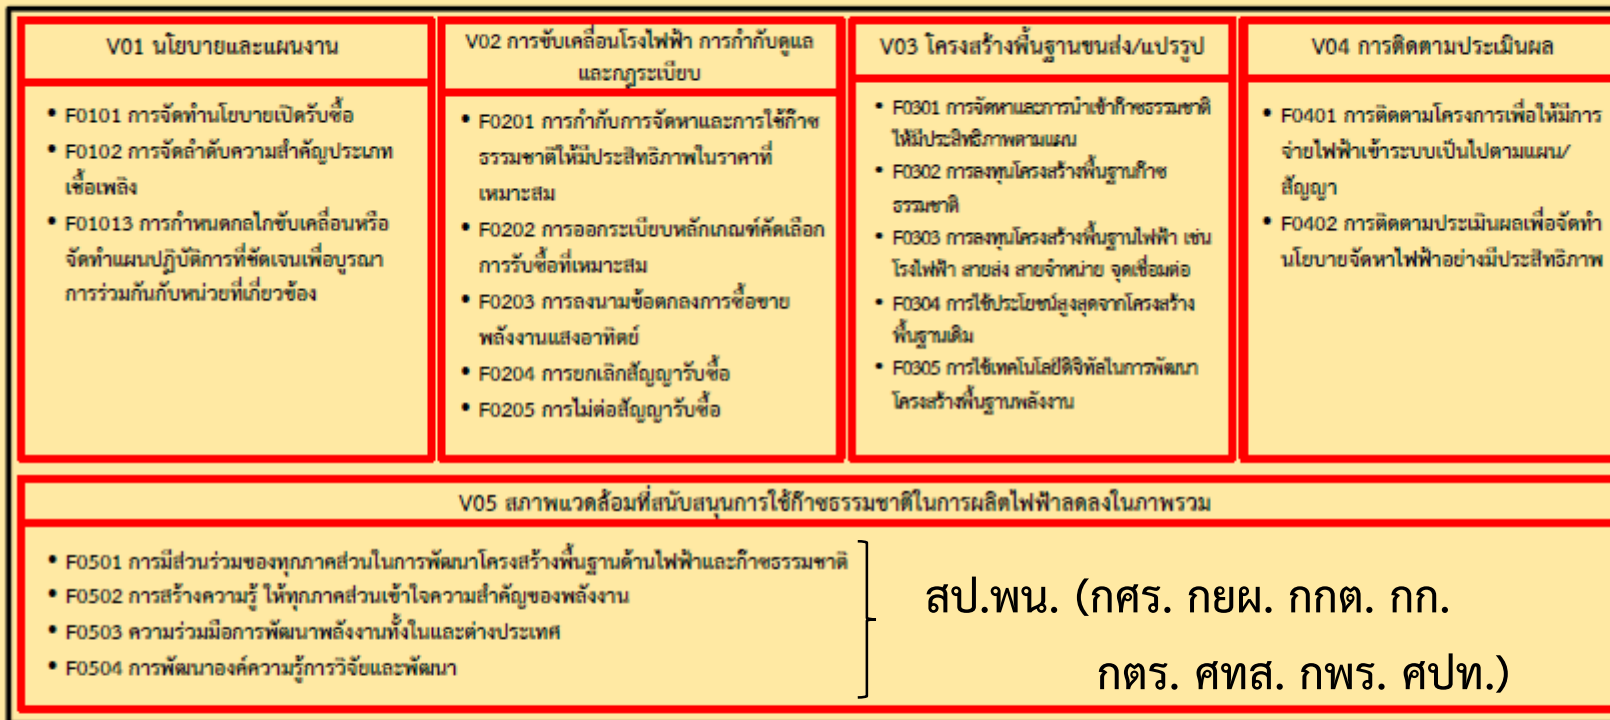 V01 นโยบายและแผนงาน
• F0101 การจัดทำนโยบายเปิดรับซื้อ
• F0102 การจัดลำดับความสำคัญประเภท
เชื้อเพลิง
• F01013 การกำหนดกลไกขับเคลื่อนหรือ
จัดทำแผนปฏิบัติการที่ชัดเจนเพื่อบูรณา
การร่วมกันกับหน่วยที่เกี่ยวข้อง
V02 การขับเคลื่อนโรงไฟฟ้า การกำกับดูแล
และกฎระเบียบ
• F0201 การกำกับการจัดหาและการใช้ก๊าซ
ธรรมชาติให้มีประสิทธิภาพในราคาที่
เหมาะสม
• F0202 การออกระเบียบหลักเกณฑ์คัดเลือก
การรับซื้อที่เหมาะสม
• F0203 การลงนามข้อตกลงการซื้อขาย
พลังงานแสงอาทิตย์
• F0204 การยกเลิกสัญญารับซื้อ
• F0205 การไม่ต่อสัญญารับซื้อ
V03 โครงสร้างพื้นฐานขนส่ง/แปรรูป
• F0301 การจัดหาและการนำเข้าก๊าซธรรมชาติ
ให้มีประสิทธิภาพตามแผน
• F0302 การลงทุนโครงสร้างพื้นฐานก๊าซ
ธรรมชาติ
• F0303 การลงทุนโครงสร้างพื้นฐานไฟฟ้า เช่น
โรงไฟฟ้า สายส่ง สายจำหน่าย จุดเชื่อมต่อ
• F0304 การใช้ประโยชน์สูงสุดจากโครงสร้าง
พื้นฐานเดิม
• F0305 การใช้เทคโนโลยีดิจิทัลในการพัฒนา
โครงสร้างพื้นฐานพลังงาน
V04 การติดตามประเมินผล
• F0401 การติดตามโครงการเพื่อให้มีการ
จ่ายไฟฟ้าเข้าระบบเป็นไปตามแผน/
สัญญา
• F0402 การติดตามประเมินผลเพื่อจัดทำ
นโยบายจัดหาไฟฟ้าอย่างมีประสิทธิภาพ
V05 สภาพแวดล้อมที่สนับสนุนการใช้ก๊าซธรรมชาติในการผลิตไฟฟ้าลดลงในภาพรวม
• F0501 การมีส่วนร่วมของทุกภาคส่วนในการพัฒนาโครงสร้างพื้นฐานด้านไฟฟ้าและก๊าซธรรมชาติ
• F0502 การสร้างความรู้ ให้ทุกภาคส่วนเข้าใจความสำคัญของพลังงาน
• F0503 ความร่วมมือการพัฒนาพลังงานทั้งในและต่างประเทศ
• F0504 การพัฒนาองค์ความรู้การวิจัยและพัฒนา
สป.พน. (กศร. กยผ. กกต. กก.
กตร. ศทส. กพร. ศปท.)